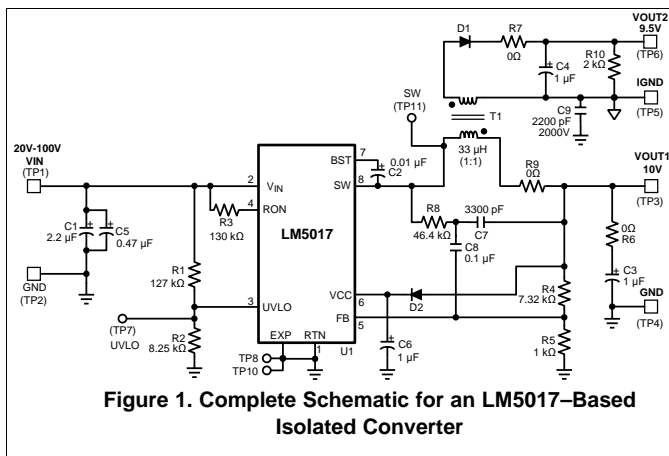 D1
R7
0Ω
VOUT2
9.5V
(TP6)
R10
2 kΩ
C4
1 µF
IGND
(TP5)
SW
(TP11)
T1
C9
2200 pF
2000V
33 µH
(1:1)
20V-100V
VIN
(TP1)
BST
7
0.01 µF
C2
R9
0Ω
VOUT1
10V
(TP3)
2
VIN
SW
8
4
RON
R3
130 kΩ
LM5017
R8
46.4 kΩ
3300 pF
C7
C8
0.1 µF
0Ω
R6
C1
2.2 µF
C5
0.47 µF
R1
127 kΩ
GND
(TP2)
VCC
6
D2
R4
7.32 kΩ
C3
1 µF
GND
(TP4)
3
UVLO
FB
5
(TP7)
UVLO
R2
8.25 kΩ
EXP
RTN
1
U1
C6
1 µF
R5
1 kΩ
TP8
TP10
Figure 1. Complete Schematic for an LM5017–Based
Isolated Converter